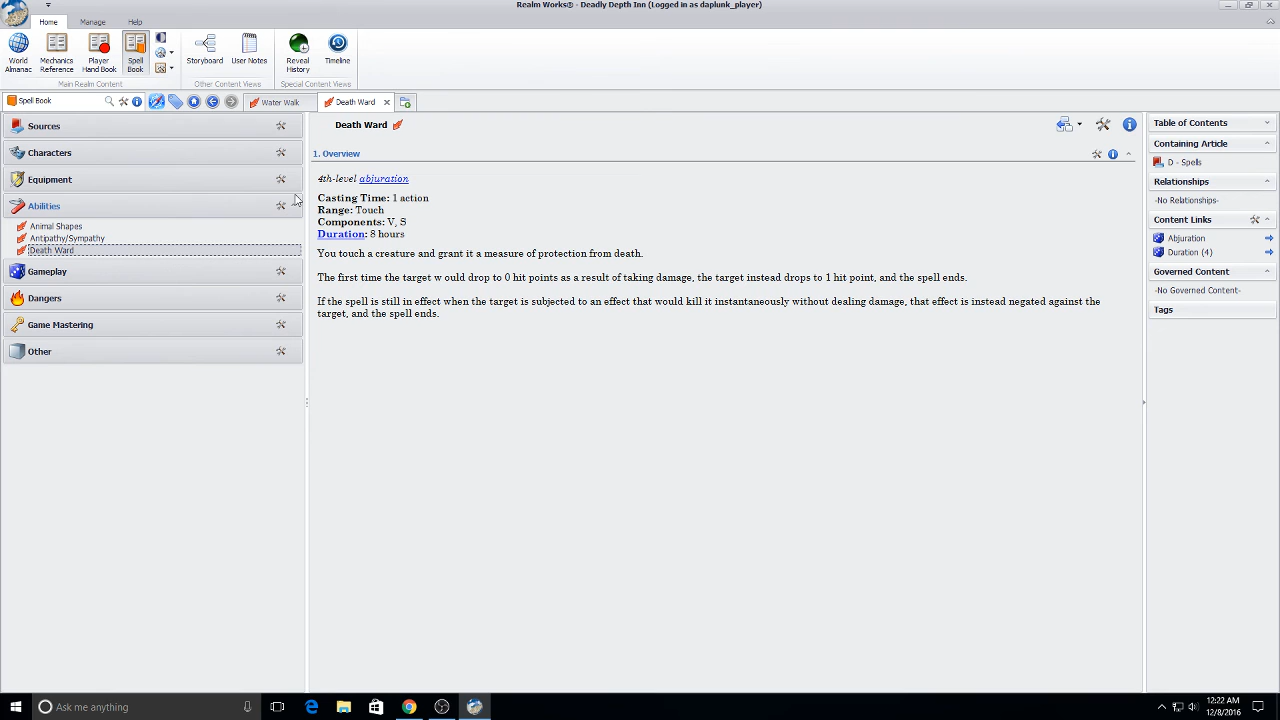 Realm Works® - Deadly Depth Inn (Logged in as daplunk_player)
Home
Manage
Help
World Almanac
Mechanics Reference
Player Hand Book
Spell Book
Storyboard
User Notes
Reveal History
Timeline
Main Realm Content
Other Content Views
Special Content Views
Spell Book
Water Walk
Death Ward
Sources
Characters
Equipment
Abilities
Animal Shapes
Antipathy/Sympathy
Death Ward
Gameplay
Dangers
Game Mastering
Other
Death Ward
1. Overview
4th-level abjuration
Casting Time: 1 action
Range: Touch
Components: V, S
Duration: 8 hours
You touch a creature and grant it a measure of protection from death.
The first time the target w ould drop to 0 hit points as a result of taking damage, the target instead drops to 1 hit point, and the spell ends.
If the spell is still in effect when the target is subjected to an effect that would kill it instantaneously without dealing damage, that effect is instead negated against the
target, and the spell ends.
Table of Contents
Containing Article
D - Spells
Relationships
-No Relationships-
Content Links
Abjuration
Duration (4)
Governed Content
-No Governed Content-
Tags
Ask me anything
12:22 AM
12/8/2016